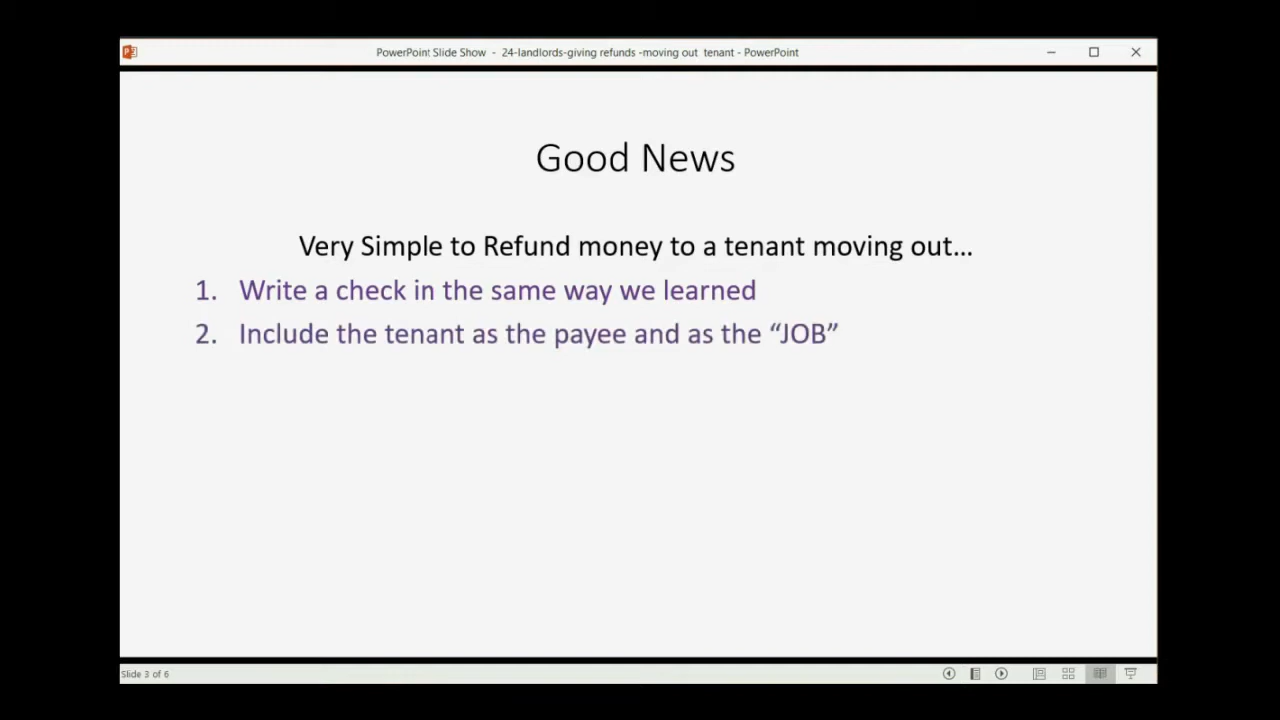 PowerPoint Slide Show - 24-landlords-giving refunds -moving out tenant - PowerPoint
Good News
Very Simple to Refund money to a tenant moving out...
1. Write a check in the same way we learned
2. Include the tenant as the payee and as the “JOB”
Slide 3 of 6